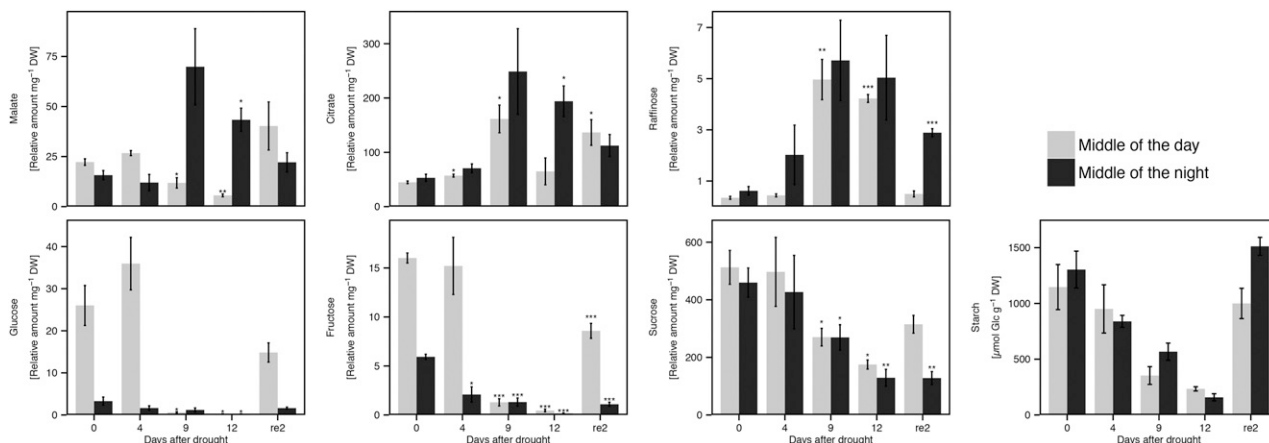 Malate
[Relative amount mg⁻¹ DW]
75
50
25
0
Citrate
[Relative amount mg⁻¹ DW]
300
200
100
0
*
*
*
*
*
**
*
Raffinose
[Relative amount mg⁻¹ DW]
7
5
3
1
**
***
***
Middle of the day
Middle of the night
Glucose
[Relative amount mg⁻¹ DW]
40
30
20
10
0
*
*
*
0 4 9 12 re2
Days after drought
Fructose
[Relative amount mg⁻¹ DW]
15
10
5
0
*
*** ***
*** ***
***
***
0 4 9 12 re2
Days after drought
Sucrose
[Relative amount mg⁻¹ DW]
600
400
200
0
* *
* **
**
0 4 9 12 re2
Days after drought
Starch
[µmol Glc g⁻¹ DW]
1500
1000
500
0
0 4 9 12 re2
Days after drought